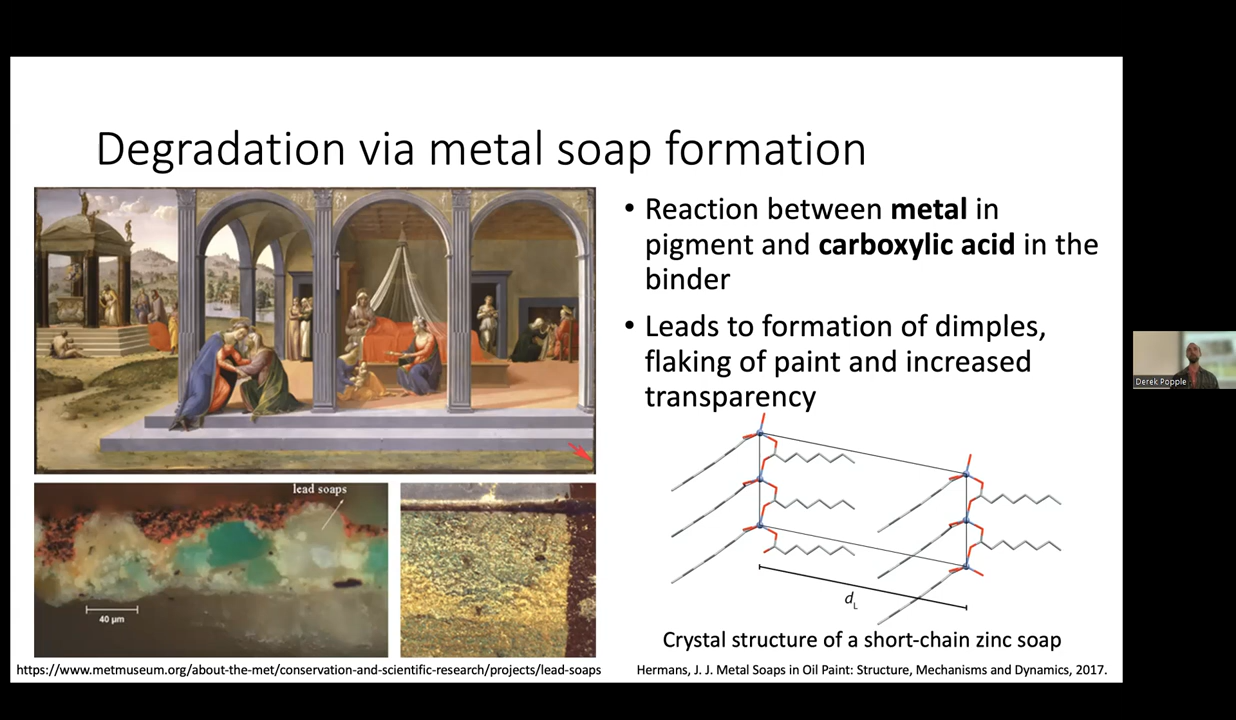 Degradation via metal soap formation
• Reaction between metal in
pigment and carboxylic acid in the
binder
• Leads to formation of dimples,
flaking of paint and increased
transparency
lead soaps
40 µm
dL
Crystal structure of a short-chain zinc soap
https://www.metmuseum.org/about-the-met/conservation-and-scientific-research/projects/lead-soaps
Hermans, J. J. Metal Soaps in Oil Paint: Structure, Mechanisms and Dynamics, 2017.
Derek Popple